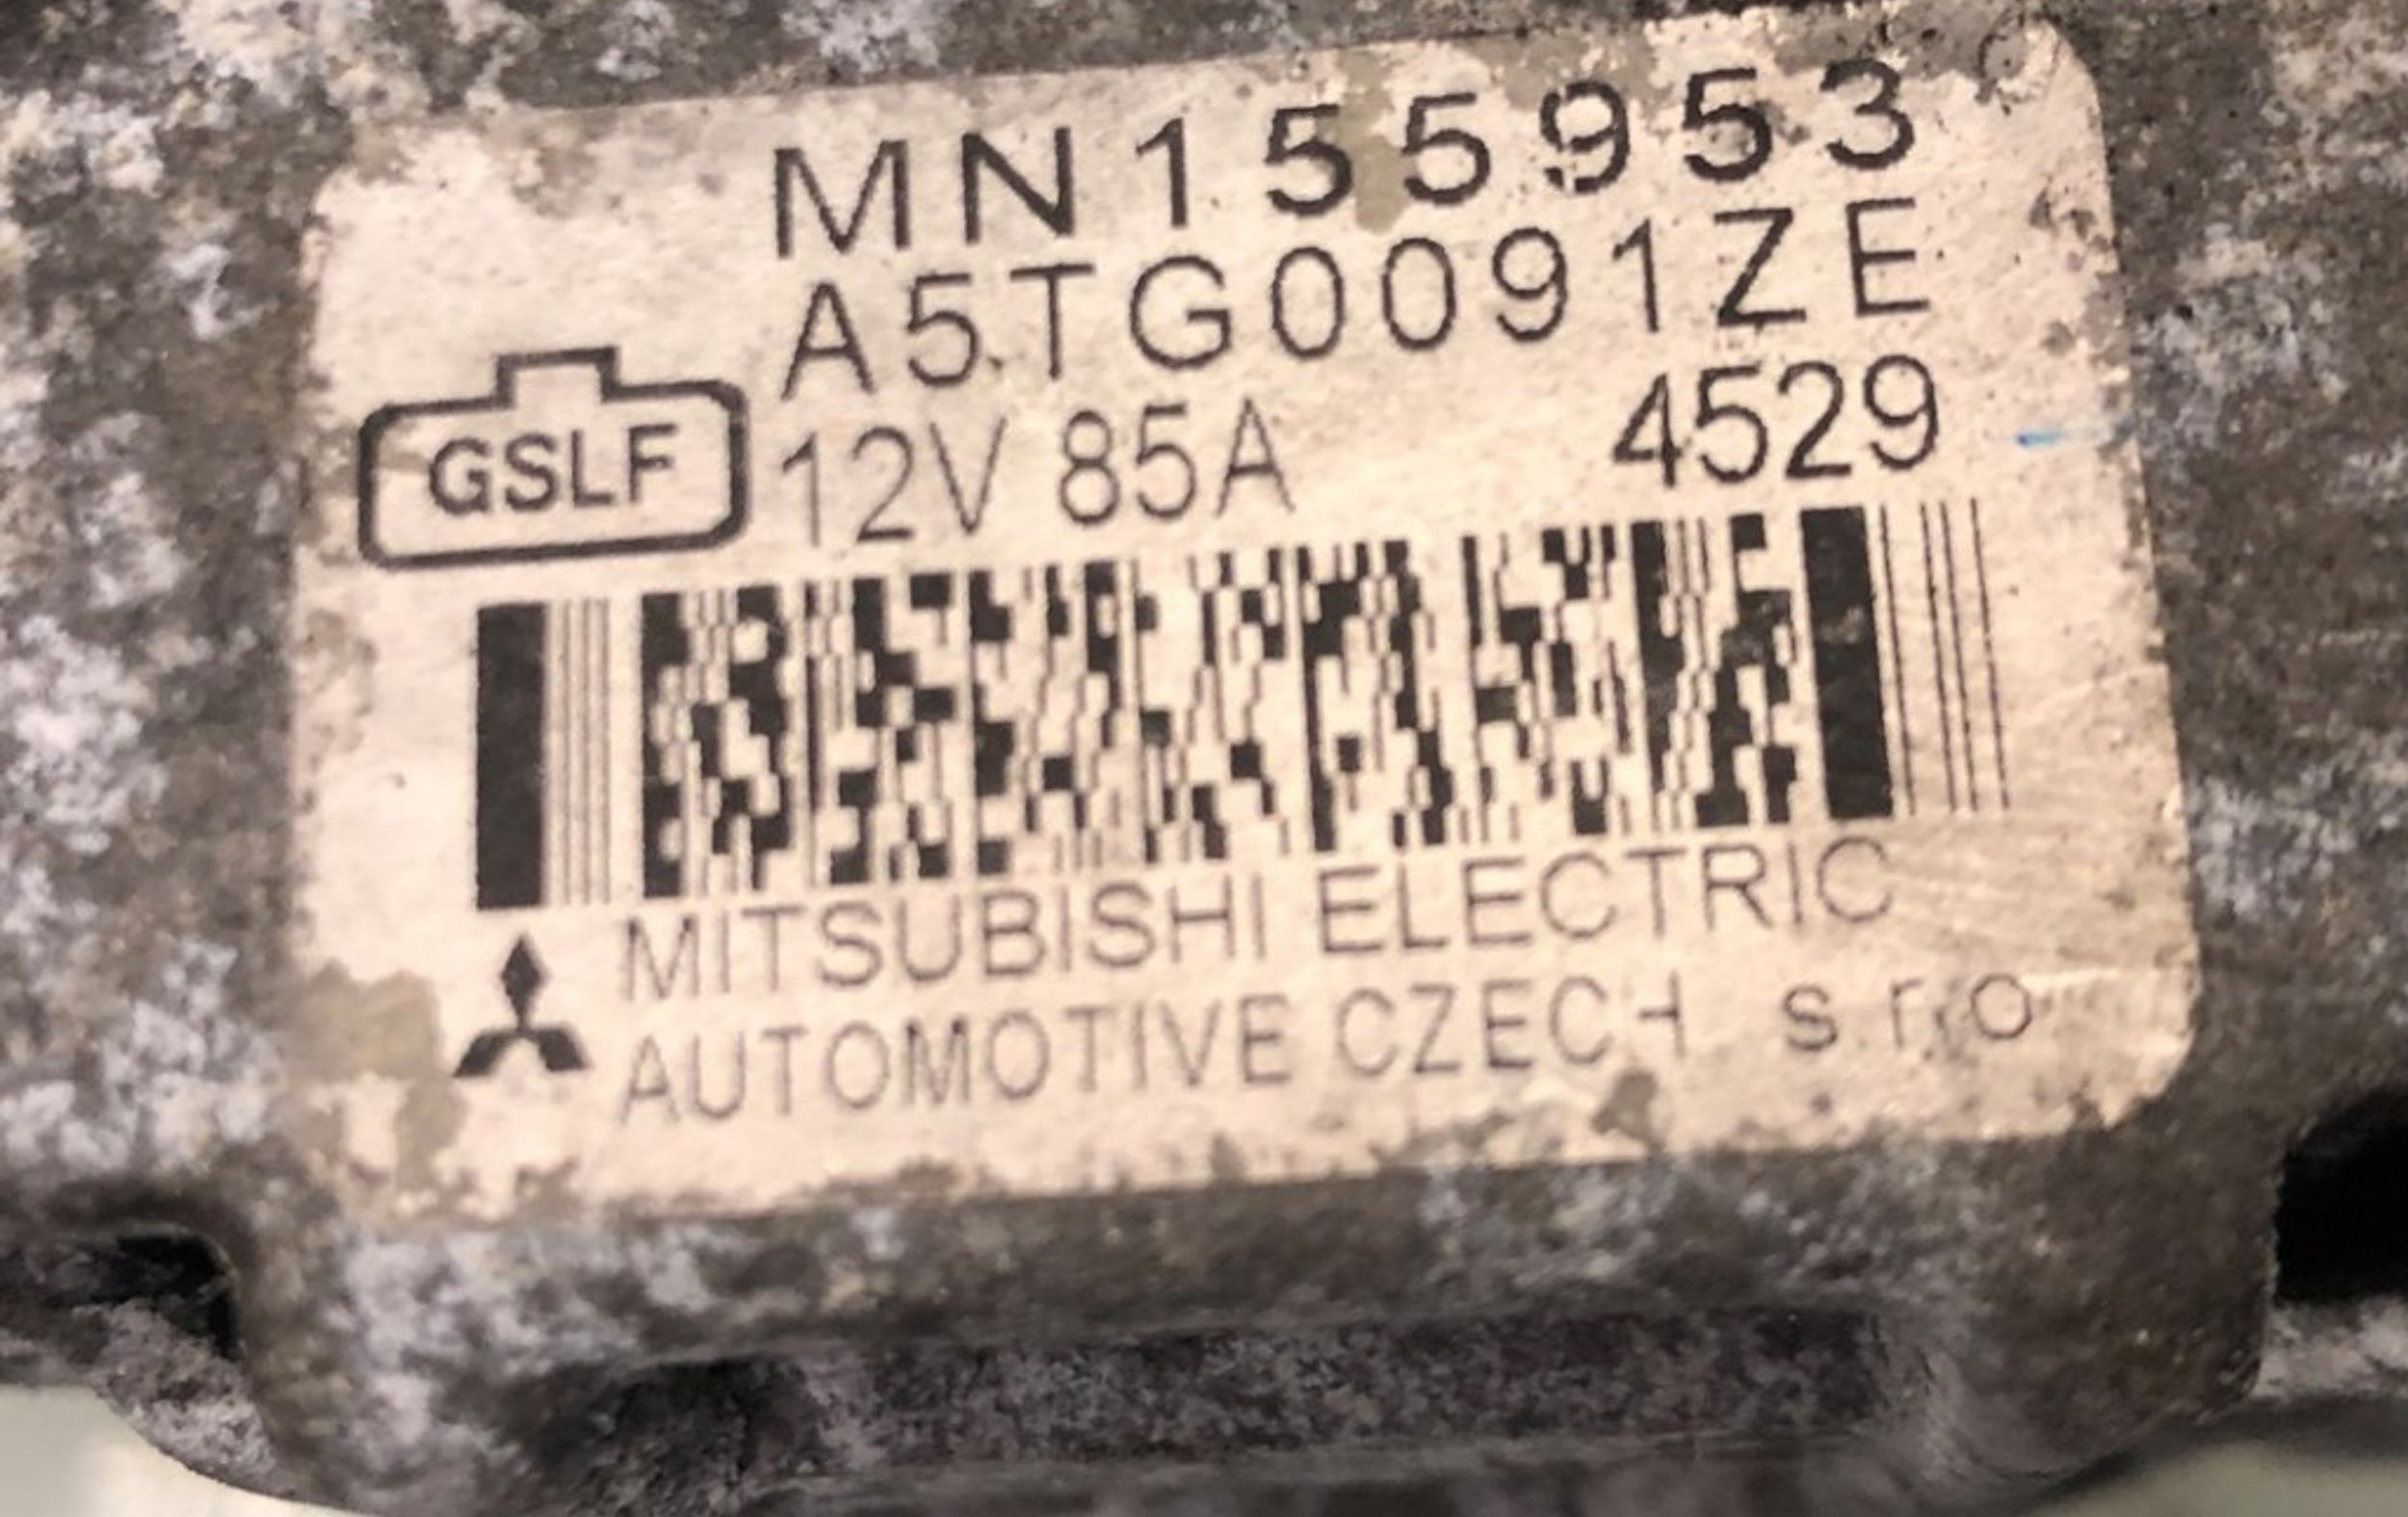 MN155953
A5TG0091ZE
GSLF 12V 85A 4529
MITSUBISHI ELECTRIC
AUTOMOTIVE CZECH s.r.o